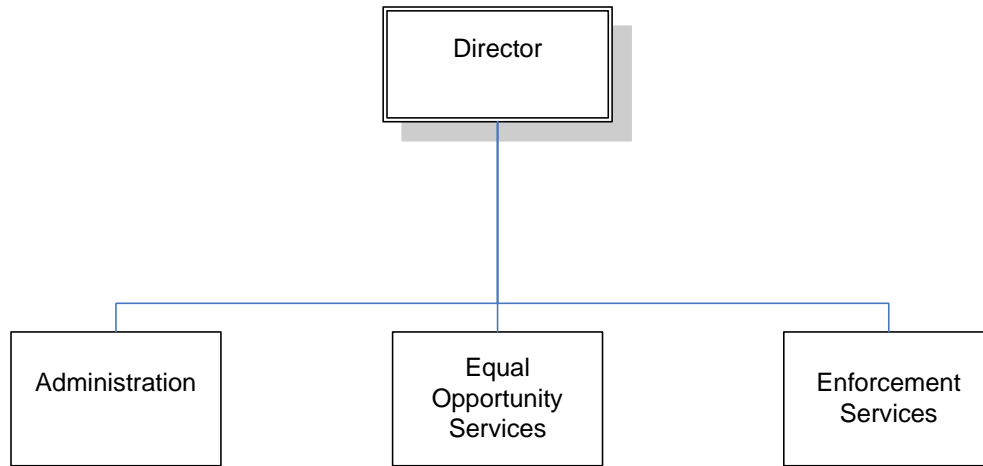 Director
Administration
Equal
Opportunity
Services
Enforcement
Services